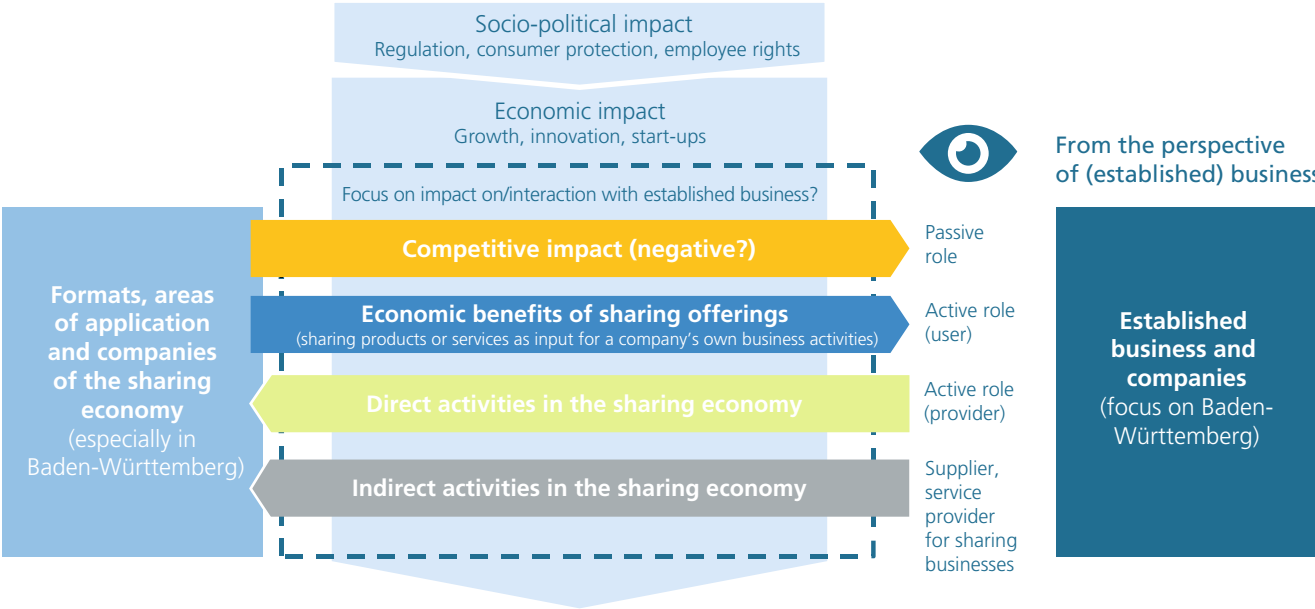 Socio-political impact
Regulation, consumer protection, employee rights
Economic impact
Growth, innovation, start-ups
From the perspective
of (established) business
Focus on impact on/interaction with established business?
Competitive impact (negative?)
Passive
role
Formats, areas
of application
and companies
of the sharing
economy
(especially in
Baden-Württemberg)
Economic benefits of sharing offerings
(sharing products or services as input for a company's own business activities)
Active role
(user)
Established
business and
companies
(focus on Baden-
Württemberg)
Direct activities in the sharing economy
Active role
(provider)
Indirect activities in the sharing economy
Supplier,
service
provider
for sharing
businesses